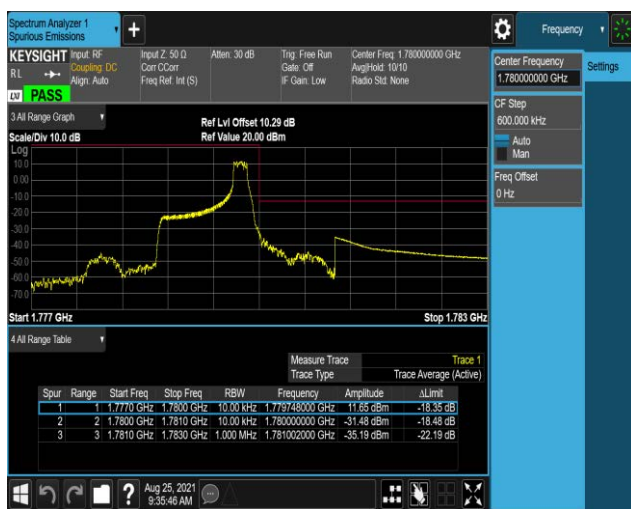 Spectrum Analyzer 1
Spurious Emissions
+
Frequency
KEYSIGHT
Input: RF
Coupling: DC
Align: Auto
Input Z: 50 Ω
Corr CCorr
Freq Ref: Int (S)
Atten: 30 dB
Trig: Free Run
Gate: Off
IF Gain: Low
Center Freq: 1.780000000 GHz
Avg|Hold: 10/10
Radio Std: None
RL
LXI
PASS
Center Frequency
1.780000000 GHz
Settings
CF Step
600.000 kHz
Auto
Man
Freq Offset
0 Hz
3 All Range Graph
Scale/Div 10.0 dB
Ref Lvl Offset 10.29 dB
Ref Value 20.00 dBm
Log
10.0
0.00
-10.0
-20.0
-30.0
-40.0
-50.0
-60.0
-70.0
Start 1.777 GHz
Stop 1.783 GHz
4 All Range Table
Measure Trace Trace 1
Trace Type Trace Average (Active)
Spur Range Start Freq Stop Freq RBW Frequency Amplitude ΔLimit
1 1 1.7770 GHz 1.7800 GHz 10.00 kHz 1.779748000 GHz 11.65 dBm -18.35 dB
2 2 1.7800 GHz 1.7810 GHz 10.00 kHz 1.780000000 GHz -31.48 dBm -18.48 dB
3 3 1.7810 GHz 1.7830 GHz 1.000 MHz 1.781002000 GHz -35.19 dBm -22.19 dB
?
Aug 25, 2021
9:35:46 AM